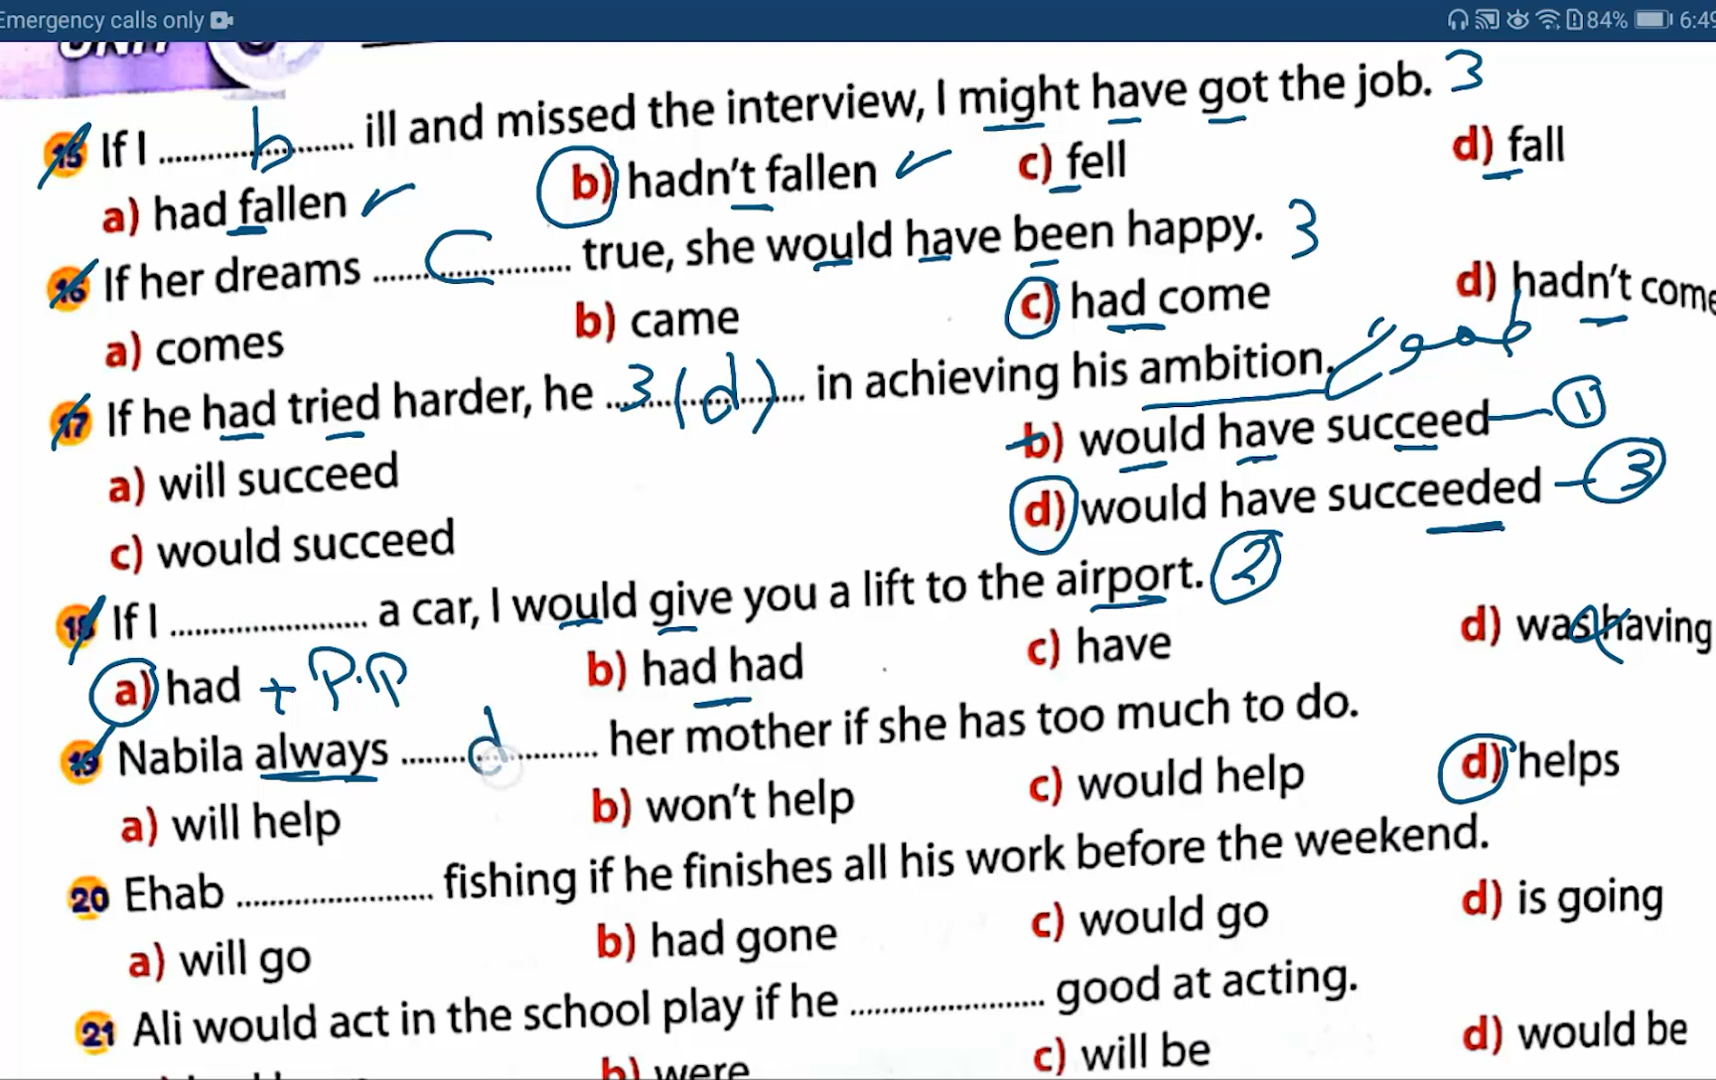 Emergency calls only 84% 6:49
UNIT
15 If I .......b....... ill and missed the interview, I might have got the job. 3
a) had fallen b) hadn't fallen c) fell d) fall
16 If her dreams .......C....... true, she would have been happy. 3
a) comes b) came c) had come d) hadn't come
17 If he had tried harder, he ...3 (d)... in achieving his ambition. goal
a) will succeed b) would have succeed 1
c) would succeed d) would have succeeded 3
18 If I .................... a car, I would give you a lift to the airport. 2
a) had + P.P b) had had c) have d) was having
19 Nabila always .......d....... her mother if she has too much to do.
a) will help b) won't help c) would help d) helps
20 Ehab .................... fishing if he finishes all his work before the weekend.
a) will go b) had gone c) would go d) is going
21 Ali would act in the school play if he .................... good at acting.
b) were c) will be d) would be